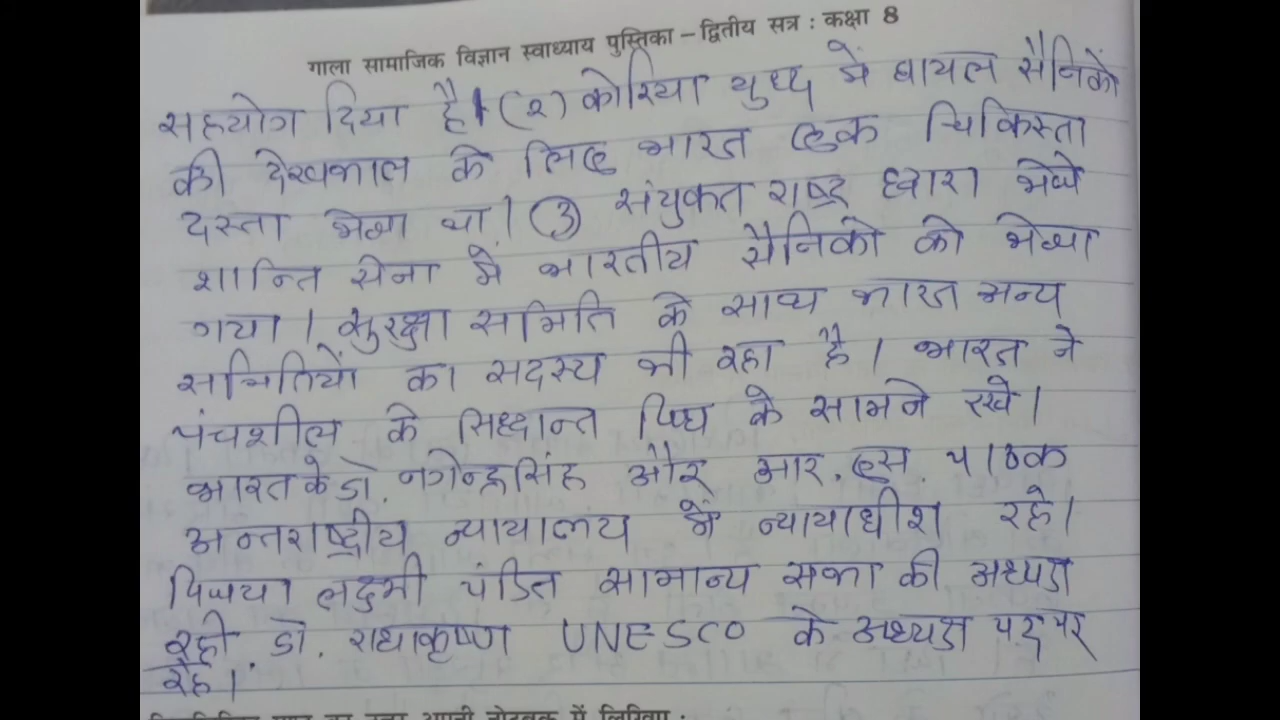 गाला सामाजिक विज्ञान स्वाध्याय पुस्तिका – द्वितीय सत्र : कक्षा 8
सहयोग दिया है। (२) कोरिया युध्द में घायल सैनिकों
की देखभाल के लिए भारत एक चिकित्सा
दस्ता भेजा था। ③ संयुक्त राष्ट्र द्वारा भेजे
शान्ति सेना में भारतीय सैनिको को भेजा
गया। सुरक्षा समिति के साथ भारत अन्य
समितियों का सदस्य भी रहा है। भारत ने
पंचशील के सिध्दान्त विश्व के सामने रखे।
भारत के डॉ. नगेन्द्रसिंह और आर. एस. पाठक
अन्तराष्ट्रीय न्यायालय में न्यायाधीश रहे।
विजया लक्ष्मी पंडित सामान्य सभा की अध्यक्ष
रही. डॉ. राधाकृष्ण UNESCO के अध्यक्ष पद पर
रहे।